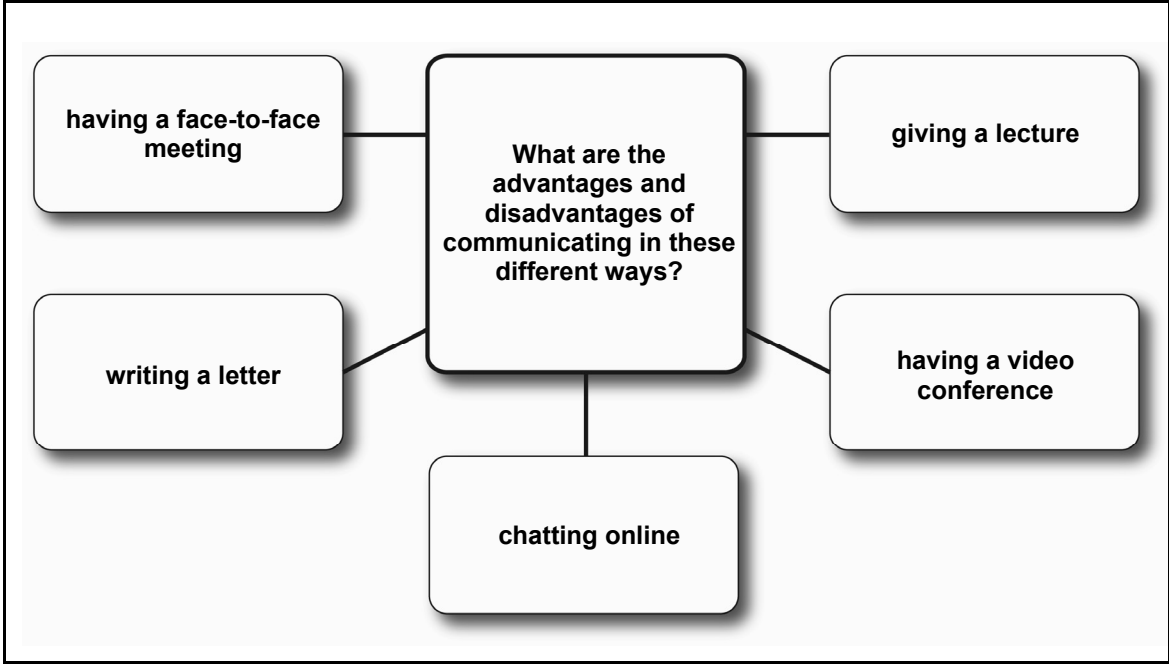 having a face-to-face
meeting
What are the
advantages and
disadvantages of
communicating in these
different ways?
giving a lecture
writing a letter
having a video
conference
chatting online